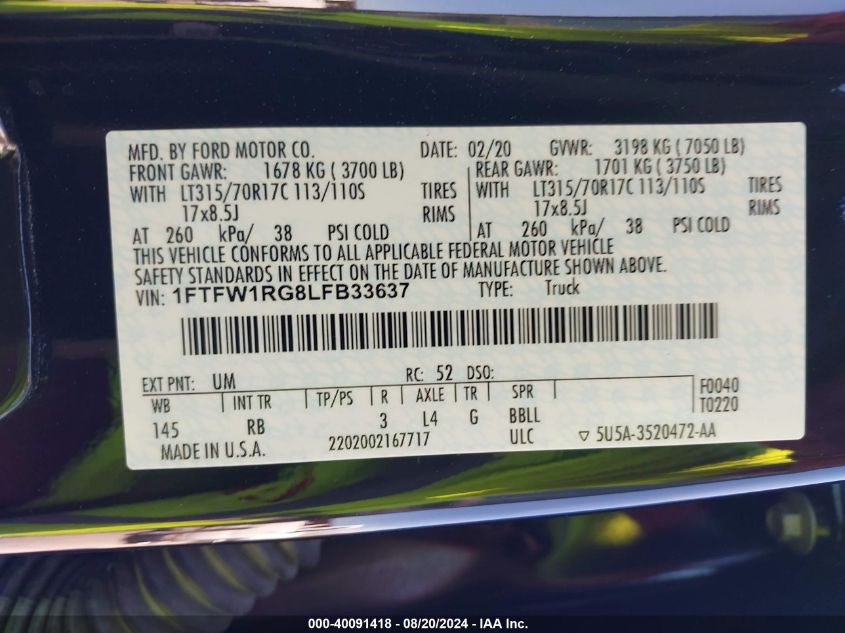 MFD. BY FORD MOTOR CO. DATE: 02/20 GVWR: 3198 KG ( 7050 LB)
FRONT GAWR: 1678 KG ( 3700 LB) REAR GAWR: 1701 KG ( 3750 LB)
WITH LT315/70R17C 113/110S TIRES WITH LT315/70R17C 113/110S TIRES
17x8.5J RIMS 17x8.5J RIMS
AT 260 kPa/ 38 PSI COLD AT 260 kPa/ 38 PSI COLD
THIS VEHICLE CONFORMS TO ALL APPLICABLE FEDERAL MOTOR VEHICLE
SAFETY STANDARDS IN EFFECT ON THE DATE OF MANUFACTURE SHOWN ABOVE.
VIN: 1FTFW1RG8LFB33637 TYPE: Truck
EXT PNT: UM RC: 52 DSO:
WB INT TR TP/PS R AXLE TR SPR F0040
145 RB 3 L4 G BBLL T0220
MADE IN U.S.A. 2202002167717 ULC ▽ 5U5A-3520472-AA
000-40091418 - 08/20/2024 - IAA Inc.